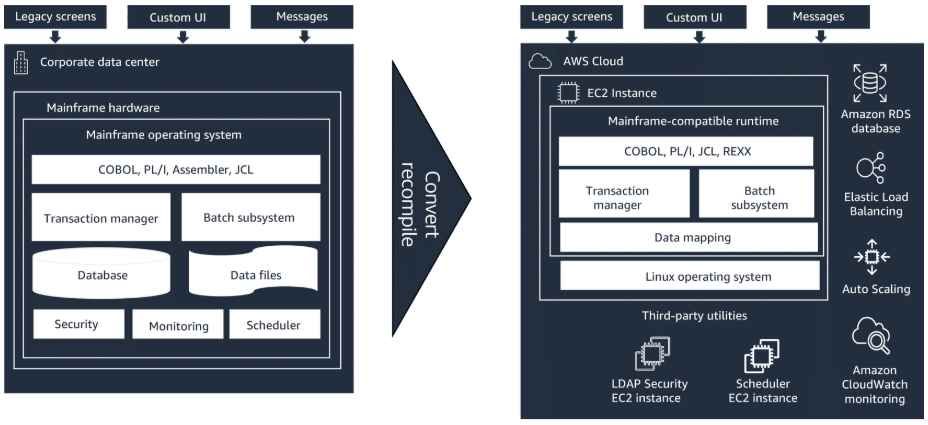 Legacy screens
Custom UI
Messages
Corporate data center
Mainframe hardware
Mainframe operating system
COBOL, PL/I, Assembler, JCL
Transaction manager
Batch subsystem
Database
Data files
Security
Monitoring
Scheduler
Convert
recompile
Legacy screens
Custom UI
Messages
AWS Cloud
EC2 Instance
Mainframe-compatible runtime
COBOL, PL/I, JCL, REXX
Transaction
manager
Batch
subsystem
Data mapping
Linux operating system
Third-party utilities
LDAP Security
EC2 instance
Scheduler
EC2 instance
Amazon RDS
database
Elastic Load
Balancing
Auto Scaling
Amazon
CloudWatch
monitoring